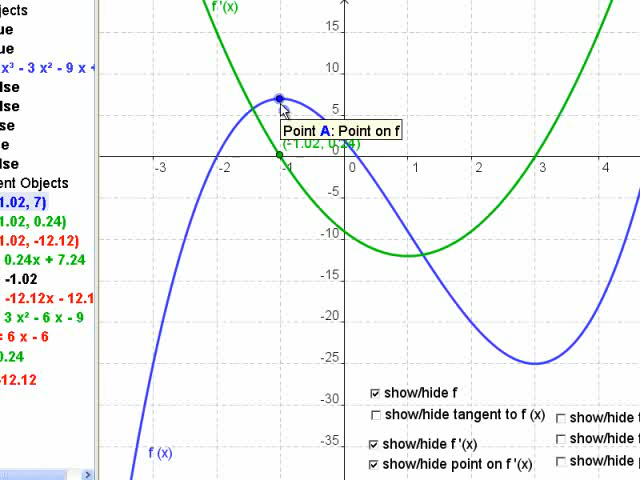 jects
ue
ue
x³ - 3 x² - 9 x +
lse
lse
se
e
lse
ent Objects
1.02, 7)
1.02, 0.24)
1.02, -12.12)
0.24x + 7.24
-1.02
-12.12x - 12.1
3 x² - 6 x - 9
= 6 x - 6
0.24
-12.12
f '(x)
15
5
Point A: Point on f
(-1.02, 0.24)
0
-3
-2
-1
0
1
2
3
4
-5
-10
-15
-20
-25
-30
-35
f (x)
show/hide f
show/hide tangent to f (x)
show/hide f '(x)
show/hide point on f '(x)
show/hide t
show/hide f
show/hide p